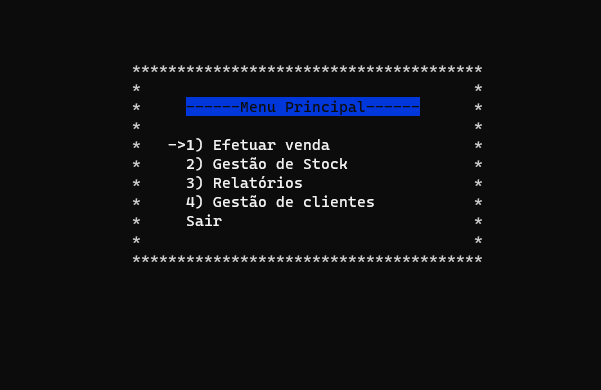 ***************************************
*                                     *
*     ------Menu Principal------      *
*                                     *
*   ->1) Efetuar venda                *
*     2) Gestão de Stock              *
*     3) Relatórios                   *
*     4) Gestão de clientes           *
*     Sair                            *
*                                     *
***************************************